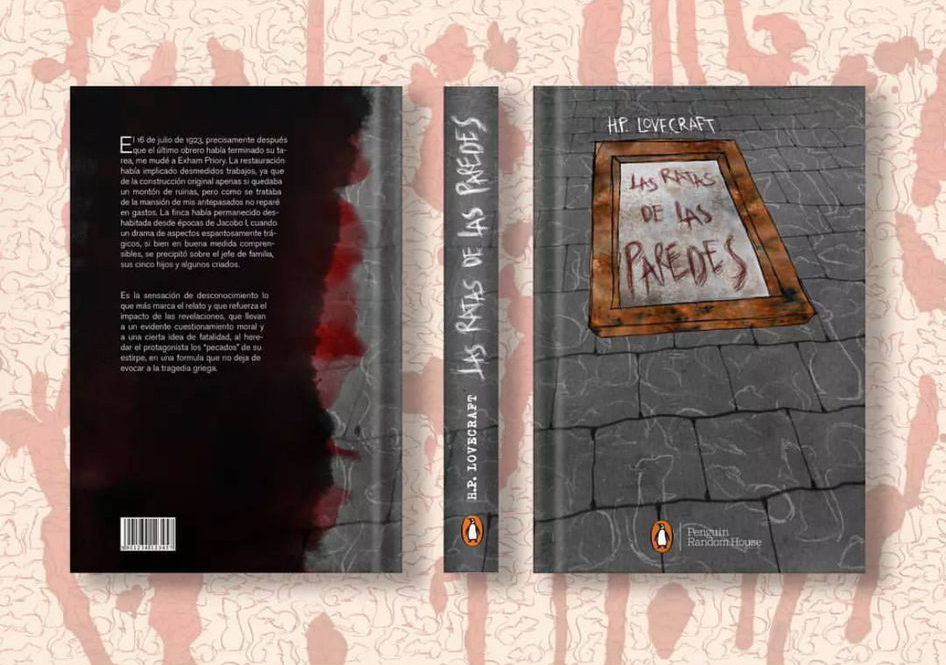 El 16 de julio de 1923, precisamente después
que el último obrero había terminado su ta-
rea, me mudé a Exham Priory. La restauración
había implicado desmedidos trabajos, ya que
de la construcción original apenas si quedaba
un montón de ruinas, pero como se trataba
de la mansión de mis antepasados no reparé
en gastos. La finca había permanecido des-
habitada desde épocas de Jacobo I, cuando
un drama de aspectos espantosamente trá-
gicos, si bien en buena medida compren-
sibles, se precipitó sobre el jefe de familia,
sus cinco hijos y algunos criados.
Es la sensación de desconocimiento lo
que más marca el relato y que refuerza el
impacto de las revelaciones, que llevan
a un evidente cuestionamiento moral y
a una cierta idea de fatalidad, al here-
dar el protagonista los "pecados" de su
estirpe, en una formula que no deja de
evocar a la tragedia griega.
H.P. LOVECRAFT LAS RATAS DE LAS PAREDES
H.P. LOVECRAFT
LAS RATAS
DE LAS
PAREDES
Penguin
Random House